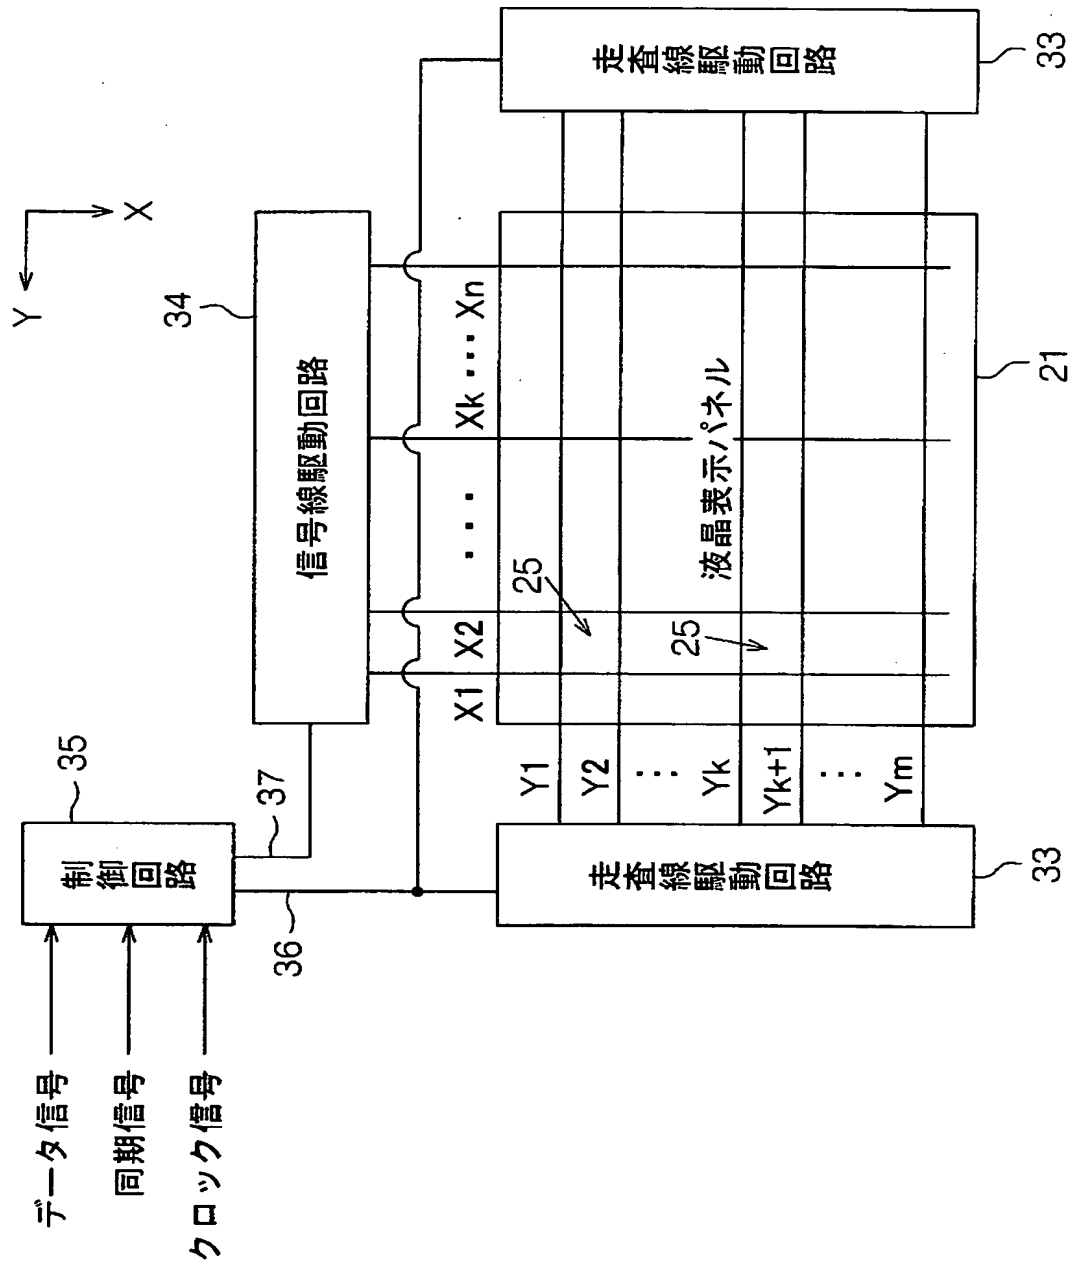 データ信号
同期信号
クロック信号
制御回路
35
37
36
信号線駆動回路
34
Y
X
X1
X2
・・・
Xk
・・・
Xn
Y1
Y2
・・・
Yk
Yk+1
・・・
Ym
25
25
液晶表示パネル
21
走査線駆動回路
33
走査線駆動回路
33